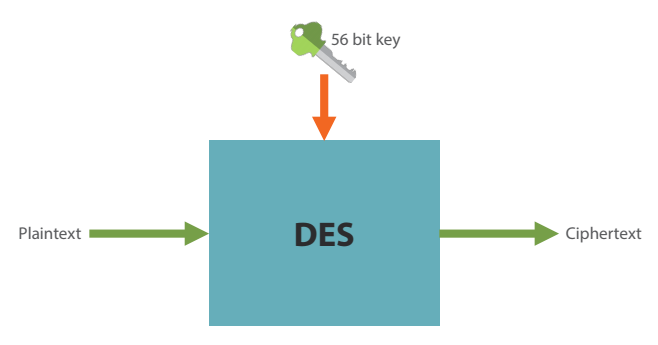 56 bit key
Plaintext
DES
Ciphertext